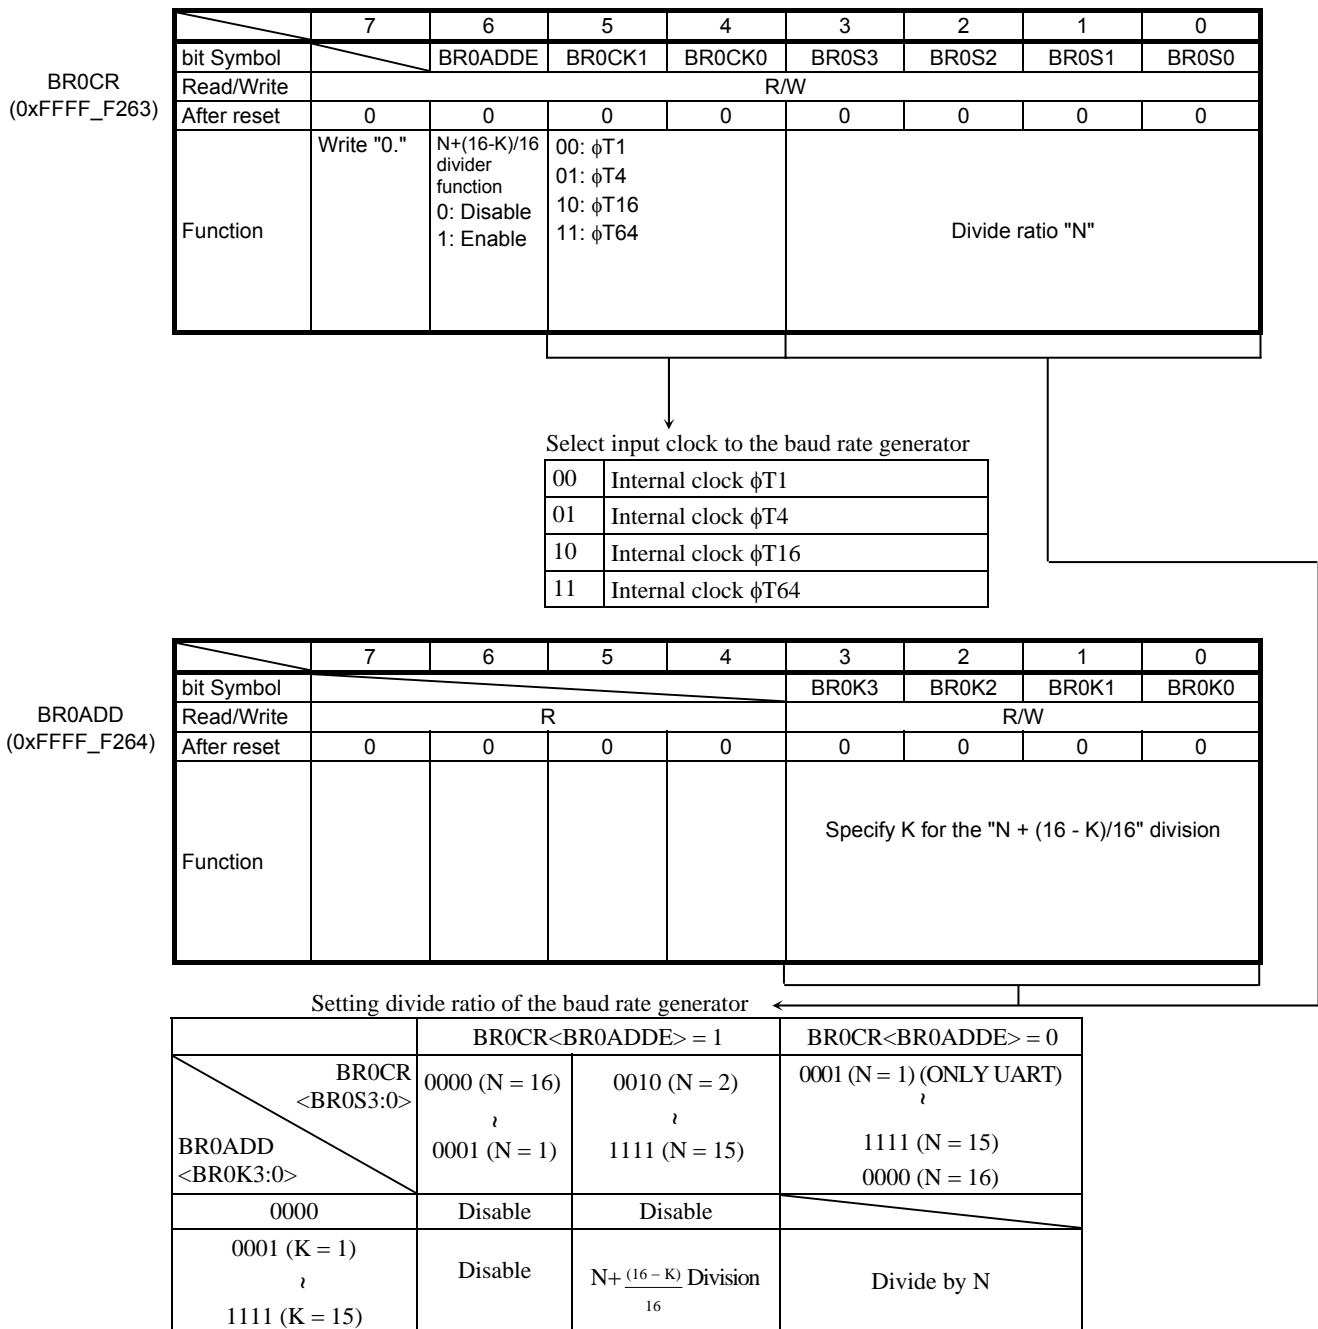 7 6 5 4 3 2 1 0
bit Symbol BR0ADDE BR0CK1 BR0CK0 BR0S3 BR0S2 BR0S1 BR0S0
BR0CR
(0xFFFF_F263)
Read/Write R/W
After reset 0 0 0 0 0 0 0 0
Function
Write "0."
N+(16-K)/16
divider
function
0: Disable
1: Enable
00: ϕT1
01: ϕT4
10: ϕT16
11: ϕT64
Divide ratio "N"
Select input clock to the baud rate generator
00 Internal clock ϕT1
01 Internal clock ϕT4
10 Internal clock ϕT16
11 Internal clock ϕT64
7 6 5 4 3 2 1 0
bit Symbol BR0K3 BR0K2 BR0K1 BR0K0
BR0ADD
(0xFFFF_F264)
Read/Write R R/W
After reset 0 0 0 0 0 0 0 0
Function
Specify K for the "N + (16 - K)/16" division
Setting divide ratio of the baud rate generator
BR0CR<BR0ADDE> = 1 BR0CR<BR0ADDE> = 0
BR0CR
<BR0S3:0>
BR0ADD
<BR0K3:0>
0000 (N = 16)
~
0001 (N = 1)
0010 (N = 2)
~
1111 (N = 15)
0001 (N = 1) (ONLY UART)
~
1111 (N = 15)
0000 (N = 16)
0000 Disable Disable
0001 (K = 1)
~
1111 (K = 15)
Disable
N+ (16 – K)/16 Division
Divide by N